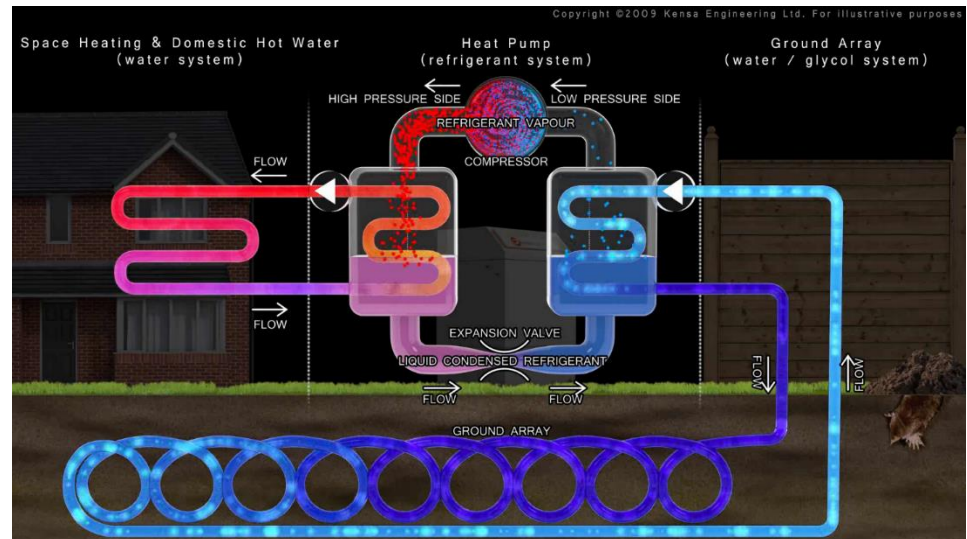 Copyright ©2009 Kensa Engineering Ltd. For illustrative purposes
Space Heating & Domestic Hot Water
(water system)
Heat Pump
(refrigerant system)
Ground Array
(water / glycol system)
HIGH PRESSURE SIDE
LOW PRESSURE SIDE
REFRIGERANT VAPOUR
COMPRESSOR
FLOW
FLOW
EXPANSION VALVE
LIQUID CONDENSED REFRIGERANT
FLOW
FLOW
FLOW
FLOW
GROUND ARRAY